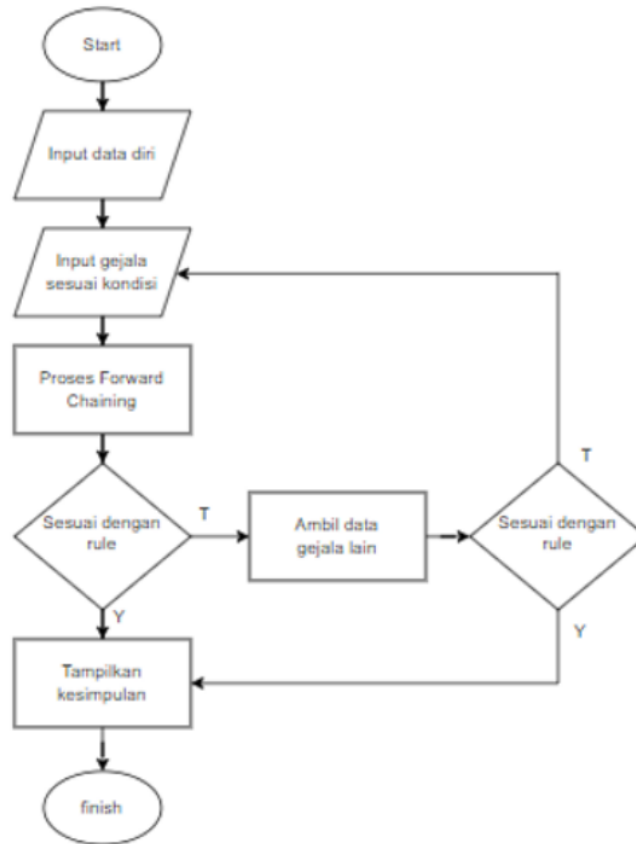 Start
Input data diri
Input gejala
sesuai kondisi
Proses Forward
Chaining
Sesuai dengan
rule
T
Ambil data
gejala lain
Sesuai dengan
rule
T
Y
Y
Tampilkan
kesimpulan
finish